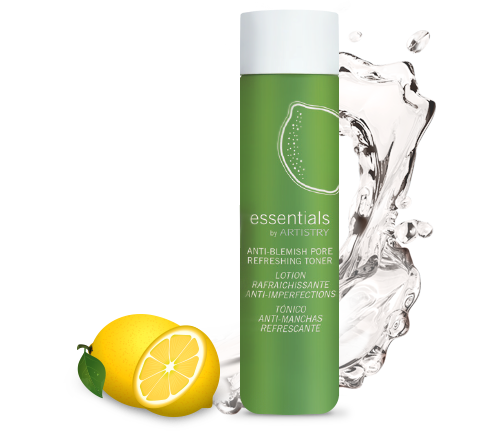 essentials
by ARTISTRY
ANTI-BLEMISH PORE
REFRESHING TONER
LOTION
RAFRAICHISSANTE
ANTI-IMPERFECTIONS
TÓNICO
ANTI-MANCHAS
REFRESCANTE